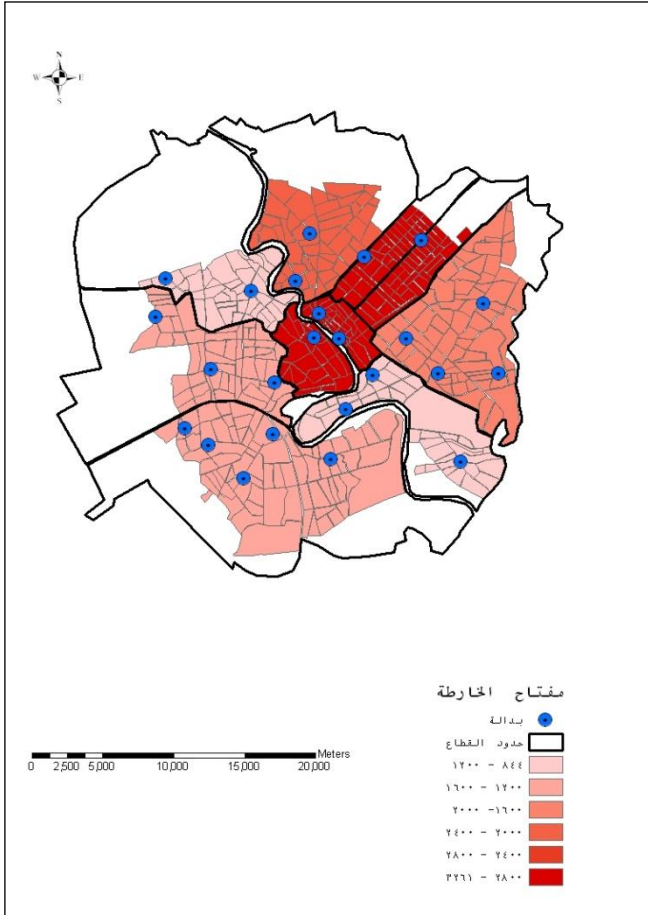 N
W E
S
مفتاح الخارطة
بدالة
حدود القطاع
٨٤٤ - ١٢٠٠
١٢٠٠ - ١٦٠٠
١٦٠٠ - ٢٠٠٠
٢٠٠٠ - ٢٤٠٠
٢٤٠٠ - ٢٨٠٠
٢٨٠٠ - ٣٢٦١
Meters
0 2,500 5,000 10,000 15,000 20,000